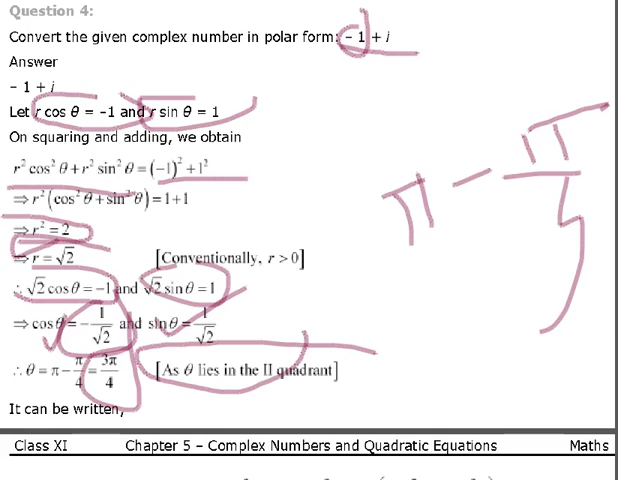 Question 4:
Convert the given complex number in polar form: – 1 + i
Answer
– 1 + i
Let r cos θ = –1 and r sin θ = 1
On squaring and adding, we obtain
r² cos² θ + r² sin² θ = (−1)² + 1²
⇒ r² (cos² θ + sin² θ) = 1 + 1
⇒ r² = 2
⇒ r = √2 [Conventionally, r > 0]
∴ √2 cos θ = −1 and √2 sin θ = 1
⇒ cos θ = −1/√2 and sin θ = 1/√2
∴ θ = π − π/4 = 3π/4 [As θ lies in the II quadrant]
It can be written,
π − π
Class XI Chapter 5 – Complex Numbers and Quadratic Equations Maths